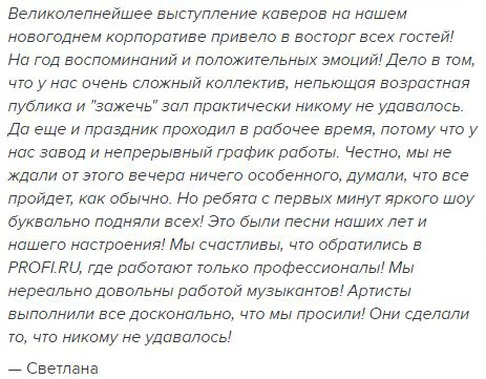 Великолепнейшее выступление каверов на нашем
новогоднем корпоративе привело в восторг всех гостей!
На год воспоминаний и положительных эмоций! Дело в том,
что у нас очень сложный коллектив, непьющая возрастная
публика и "зажечь" зал практически никому не удавалось.
Да еще и праздник проходил в рабочее время, потому что у
нас завод и непрерывный график работы. Честно, мы не
ждали от этого вечера ничего особенного, думали, что все
пройдет, как обычно. Но ребята с первых минут яркого шоу
буквально подняли всех! Это были песни наших лет и
нашего настроения! Мы счастливы, что обратились в
PROFI.RU, где работают только профессионалы! Мы
нереально довольны работой музыкантов! Артисты
выполнили все досконально, что мы просили! Они сделали
то, что никому не удавалось!
— Светлана